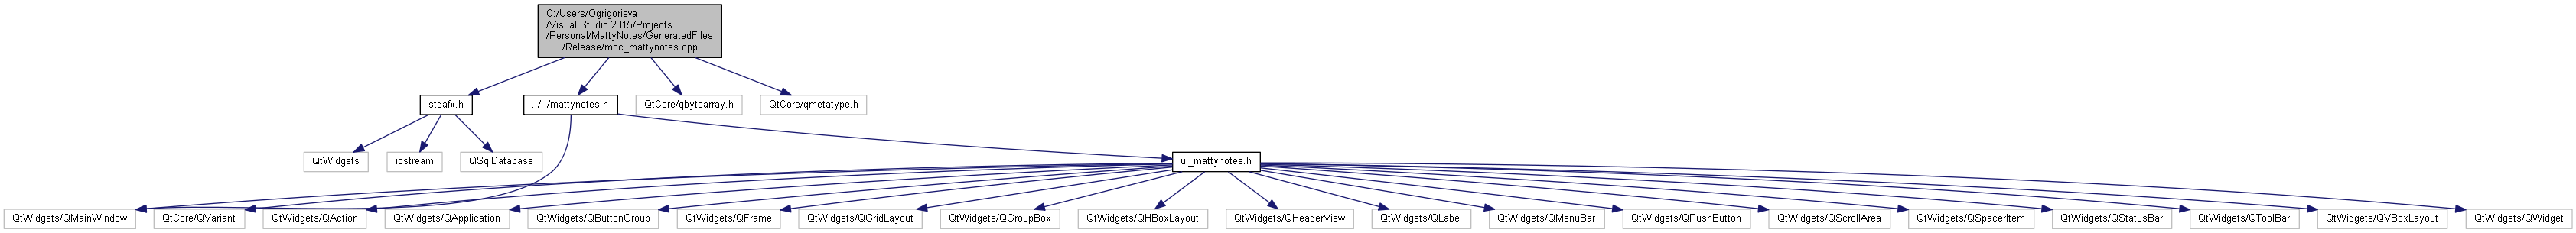 C:/Users/Ogrigorieva
/Visual Studio 2015/Projects
/Personal/MattyNotes/GeneratedFiles
/Release/moc_mattynotes.cpp
stdafx.h
../../mattynotes.h
QtCore/qbytearray.h
QtCore/qmetatype.h
QtWidgets
iostream
QSqlDatabase
ui_mattynotes.h
QtWidgets/QMainWindow
QtCore/QVariant
QtWidgets/QAction
QtWidgets/QApplication
QtWidgets/QButtonGroup
QtWidgets/QFrame
QtWidgets/QGridLayout
QtWidgets/QGroupBox
QtWidgets/QHBoxLayout
QtWidgets/QHeaderView
QtWidgets/QLabel
QtWidgets/QMenuBar
QtWidgets/QPushButton
QtWidgets/QScrollArea
QtWidgets/QSpacerItem
QtWidgets/QStatusBar
QtWidgets/QToolBar
QtWidgets/QVBoxLayout
QtWidgets/QWidget